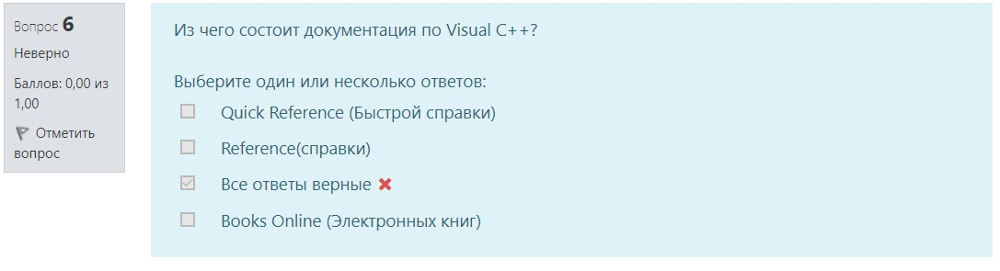 Вопрос 6
Неверно
Баллов: 0,00 из
1,00
Отметить
вопрос
Из чего состоит документация по Visual C++?
Выберите один или несколько ответов:
Quick Reference (Быстрой справки)
Reference(справки)
Все ответы верные
Books Online (Электронных книг)